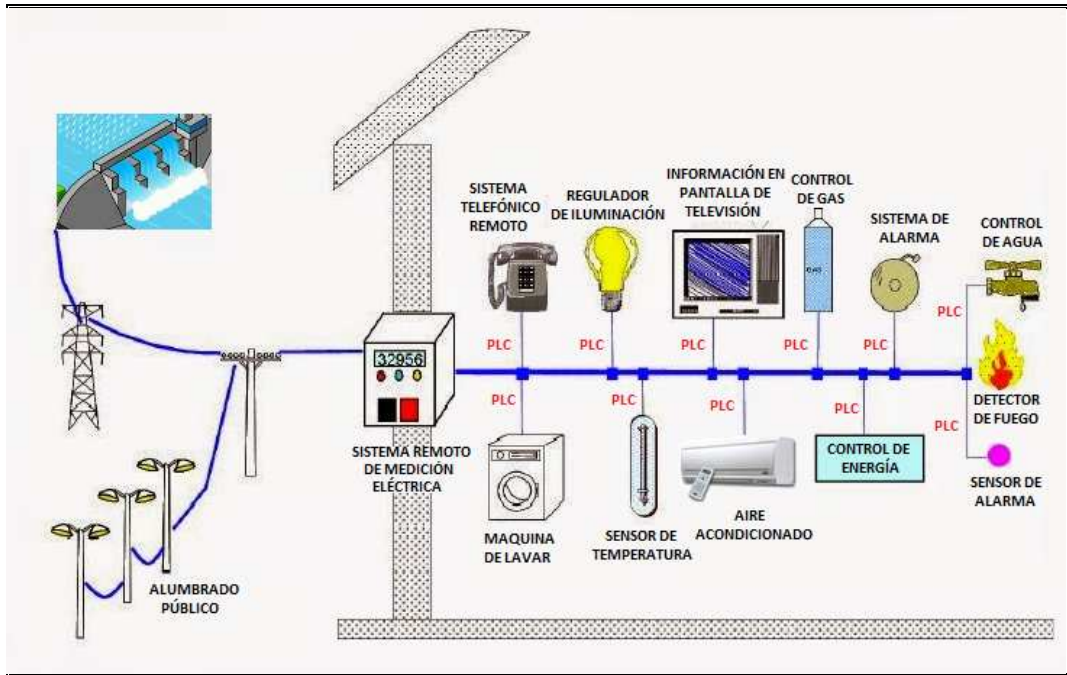 SISTEMA
TELEFÓNICO
REMOTO
REGULADOR
DE ILUMINACIÓN
INFORMACIÓN EN
PANTALLA DE
TELEVISIÓN
CONTROL
DE GAS
SISTEMA DE
ALARMA
CONTROL
DE AGUA
GAS
PLC
PLC
PLC
PLC
PLC
PLC
32956
PLC
PLC
PLC
PLC
PLC
DETECTOR
DE FUEGO
SISTEMA REMOTO
DE MEDICIÓN
ELÉCTRICA
CONTROL DE
ENERGÍA
SENSOR DE
ALARMA
MAQUINA
DE LAVAR
SENSOR DE
TEMPERATURA
AIRE
ACONDICIONADO
ALUMBRADO
PÚBLICO